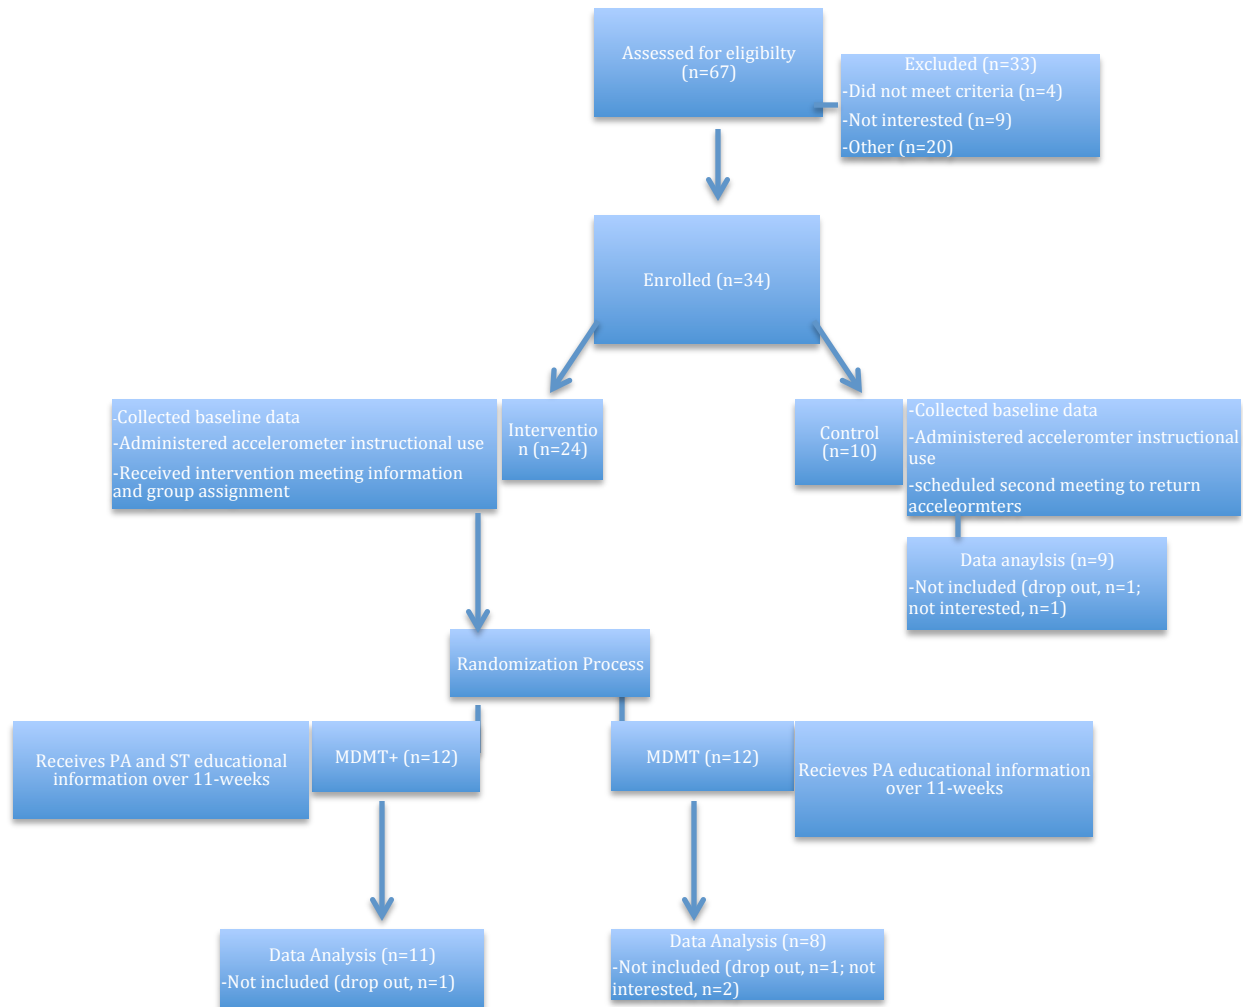 Assessed for eligibilty
(n=67)
Excluded (n=33)
-Did not meet criteria (n=4)
-Not interested (n=9)
-Other (n=20)
Enrolled (n=34)
-Collected baseline data
-Administered accelerometer instructional use
-Received intervention meeting information
and group assignment
Interventio
n (n=24)
Control
(n=10)
-Collected baseline data
-Administered acceleromter instructional
use
-scheduled second meeting to return
acceleormters
Data anaylsis (n=9)
-Not included (drop out, n=1;
not interested, n=1)
Randomization Process
Receives PA and ST educational
information over 11-weeks
MDMT+ (n=12)
MDMT (n=12)
Recieves PA educational information
over 11-weeks
Data Analysis (n=11)
-Not included (drop out, n=1)
Data Analysis (n=8)
-Not included (drop out, n=1; not
interested, n=2)